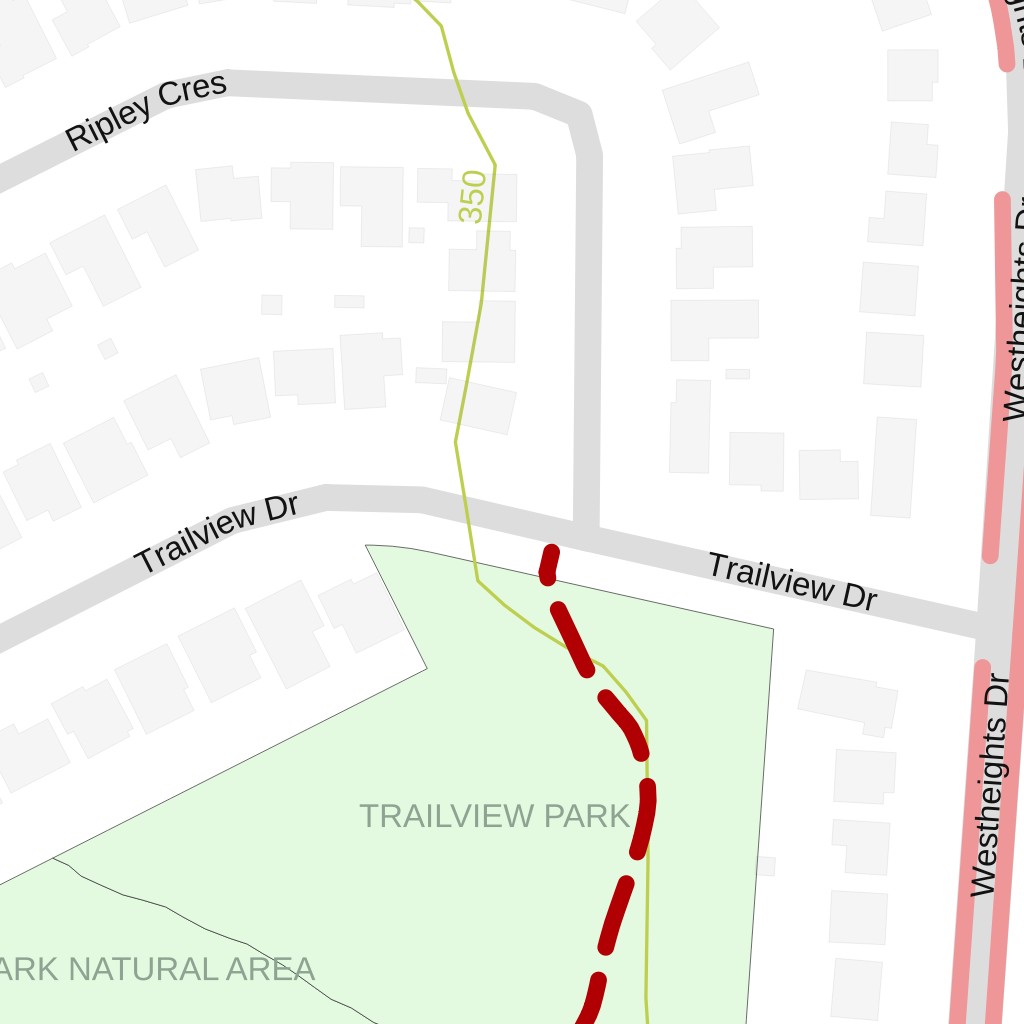 Ripley Cres
350
Westheights Dr
Trailview Dr
Trailview Dr
Westheights Dr
TRAILVIEW PARK
ARK NATURAL AREA